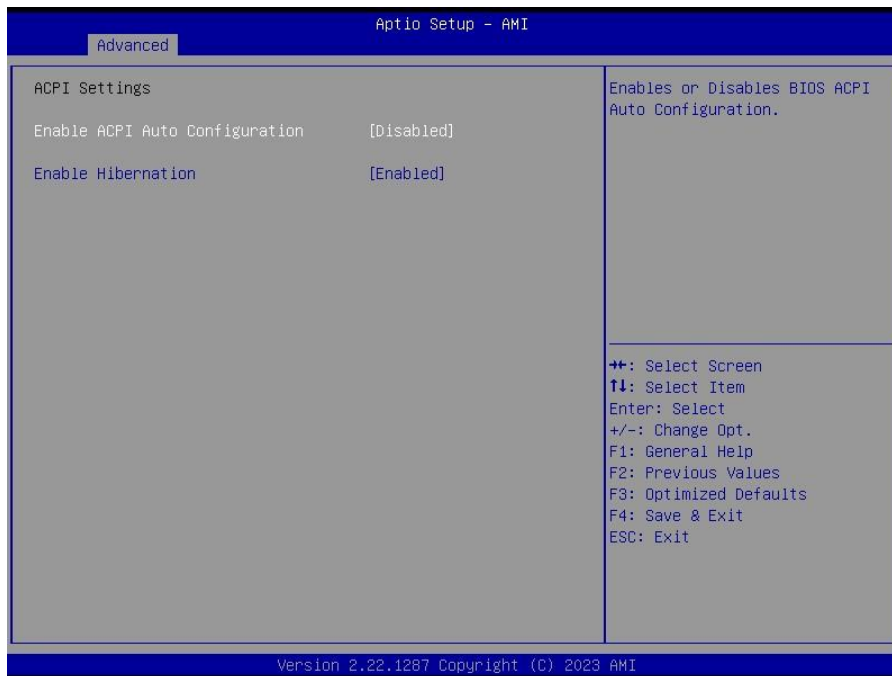 Aptio Setup – AMI
Advanced
ACPI Settings
Enable ACPI Auto Configuration [Disabled]
Enable Hibernation [Enabled]
Enables or Disables BIOS ACPI
Auto Configuration.
→←: Select Screen
↑↓: Select Item
Enter: Select
+/-: Change Opt.
F1: General Help
F2: Previous Values
F3: Optimized Defaults
F4: Save & Exit
ESC: Exit
Version 2.22.1287 Copyright (C) 2023 AMI